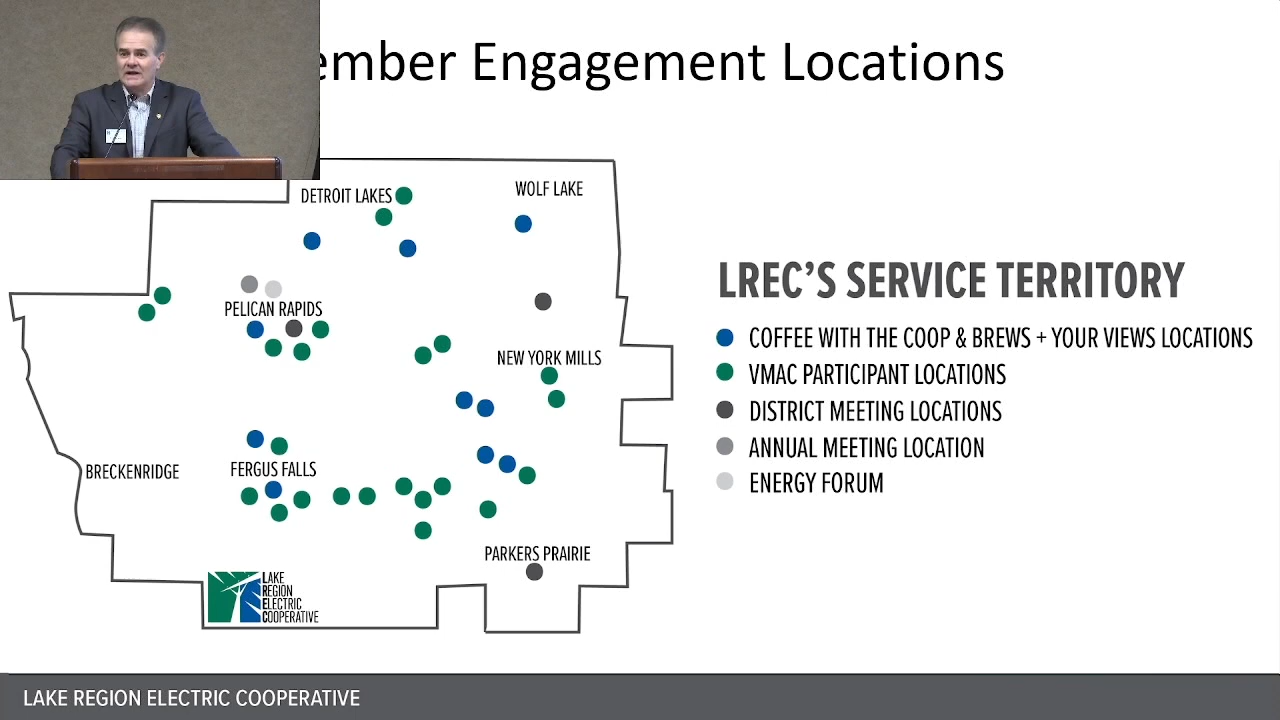 ember Engagement Locations
DETROIT LAKES
WOLF LAKE
PELICAN RAPIDS
NEW YORK MILLS
BRECKENRIDGE
FERGUS FALLS
PARKERS PRAIRIE
LAKE
REGION
ELECTRIC
COOPERATIVE
LREC'S SERVICE TERRITORY
COFFEE WITH THE COOP & BREWS + YOUR VIEWS LOCATIONS
VMAC PARTICIPANT LOCATIONS
DISTRICT MEETING LOCATIONS
ANNUAL MEETING LOCATION
ENERGY FORUM
LAKE REGION ELECTRIC COOPERATIVE